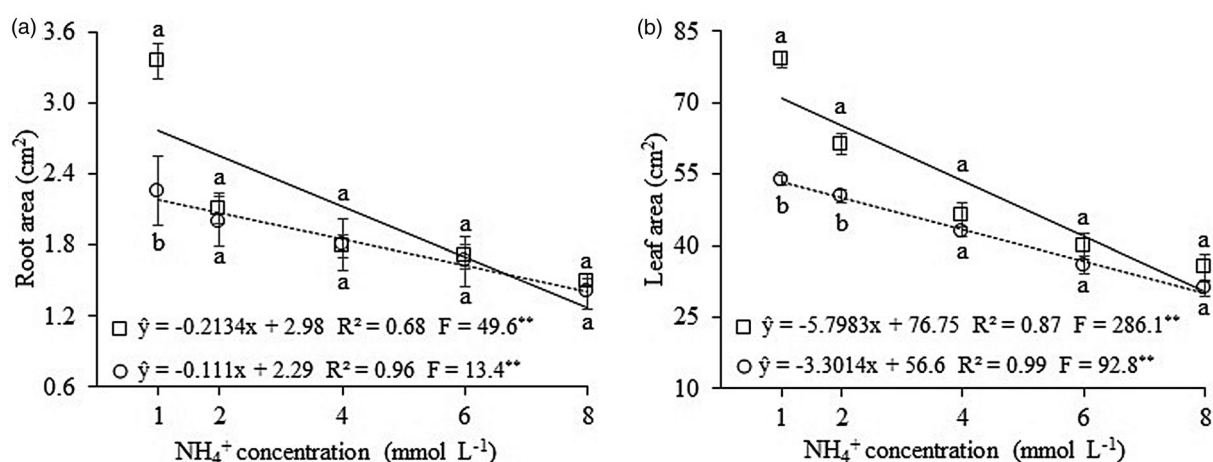 (a)
Root area (cm²)
3.6
3.0
2.4
1.8
1.2
0.6
a
b
a
a
a
a
a
a
a
a
ŷ = -0.2134x + 2.98 R² = 0.68 F = 49.6**
ŷ = -0.111x + 2.29 R² = 0.96 F = 13.4**
1 2 4 6 8
NH₄⁺ concentration (mmol L⁻¹)
(b)
Leaf area (cm²)
85
70
55
40
25
10
a
a
a
a
a
b
b
a
a
a
ŷ = -5.7983x + 76.75 R² = 0.87 F = 286.1**
ŷ = -3.3014x + 56.6 R² = 0.99 F = 92.8**
1 2 4 6 8
NH₄⁺ concentration (mmol L⁻¹)